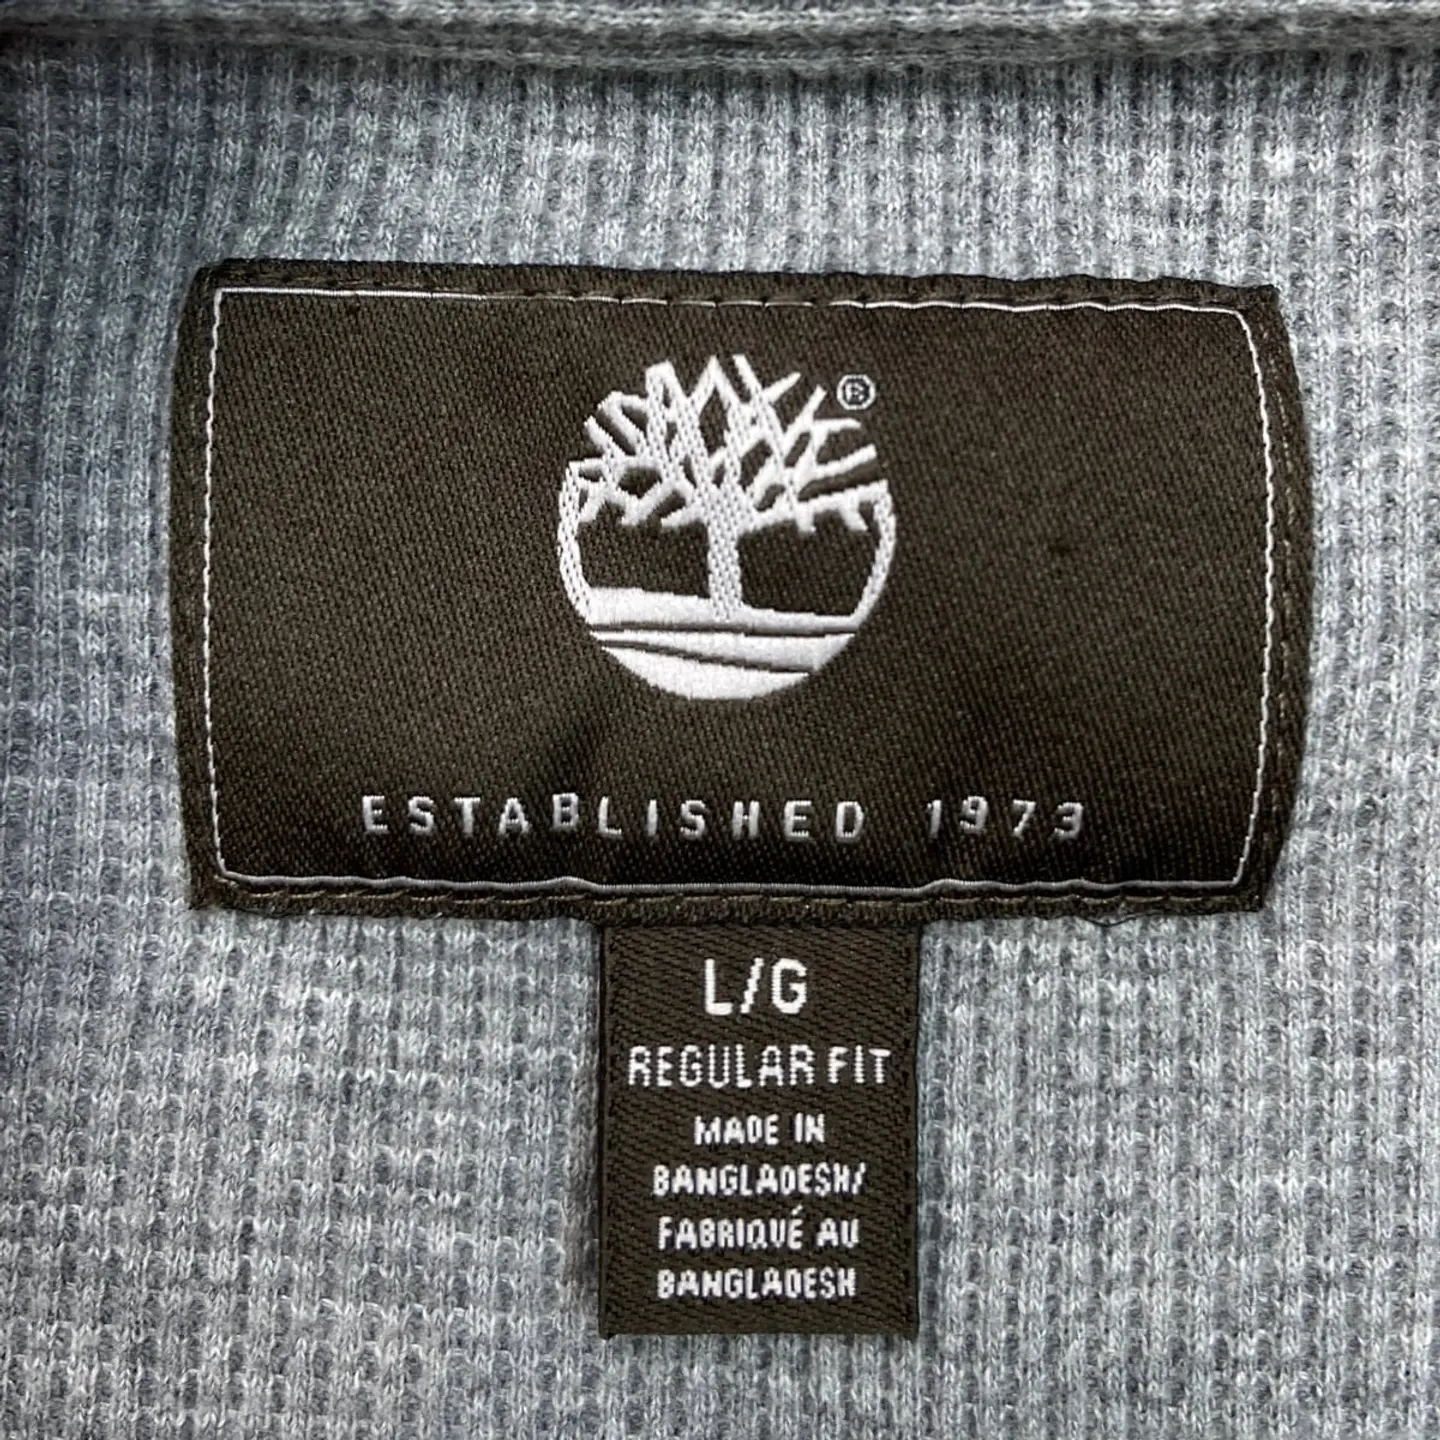 ®
ESTABLISHED 1973
L/G
REGULAR FIT
MADE IN
BANGLADESH/
FABRIQUÉ AU
BANGLADESH